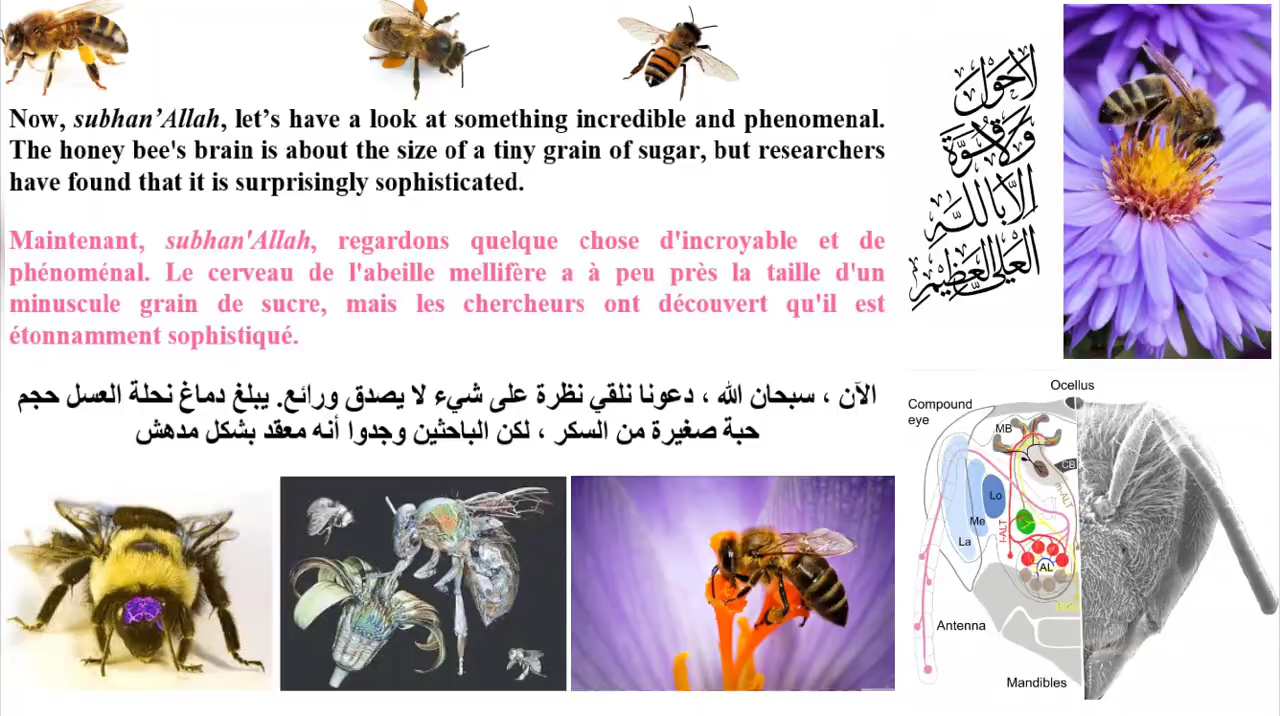 Now, subhan’Allah, let’s have a look at something incredible and phenomenal.
The honey bee's brain is about the size of a tiny grain of sugar, but researchers
have found that it is surprisingly sophisticated.
Maintenant, subhan'Allah, regardons quelque chose d'incroyable et de
phénoménal. Le cerveau de l'abeille mellifère a à peu près la taille d'un
minuscule grain de sucre, mais les chercheurs ont découvert qu'il est
étonnamment sophistiqué.
الآن ، سبحان الله ، دعونا نلقي نظرة على شيء لا يصدق ورائع. يبلغ دماغ نحلة العسل حجم
حبة صغيرة من السكر ، لكن الباحثين وجدوا أنه معقد بشكل مدهش
لا حول
ولا قوة
إلا بالله
العلي العظيم
Ocellus
Compound
eye
MB
CB
m-ALT
Lo
Me
l-ALT
La
AL
Antenna
Mandibles